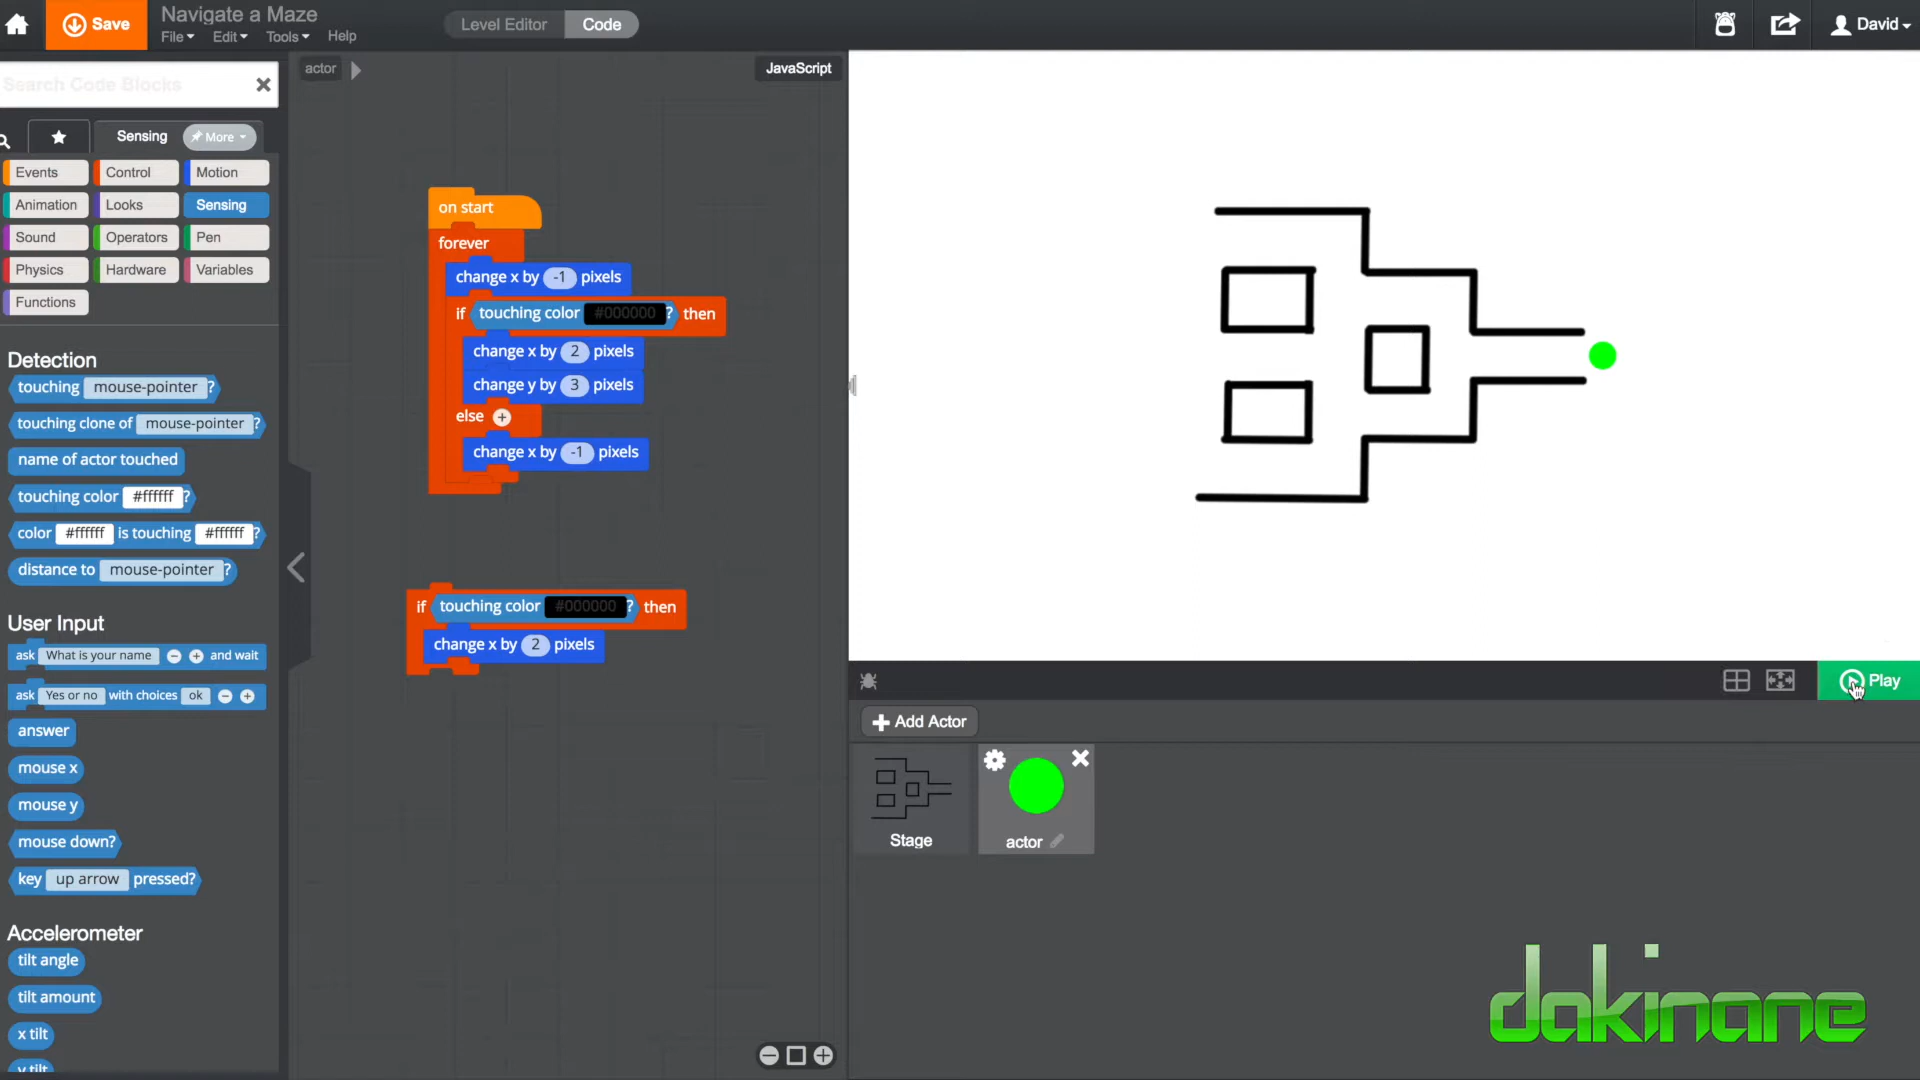 Save
Navigate a Maze
File Edit Tools Help
Level Editor Code
David
Search Code Blocks
Sensing More
Events Control Motion
Animation Looks Sensing
Sound Operators Pen
Physics Hardware Variables
Functions
Detection
touching mouse-pointer ?
touching clone of mouse-pointer ?
name of actor touched
touching color #ffffff ?
color #ffffff is touching #ffffff ?
distance to mouse-pointer ?
User Input
ask What is your name and wait
ask Yes or no with choices ok
answer
mouse x
mouse y
mouse down?
key up arrow pressed?
Accelerometer
tilt angle
tilt amount
x tilt
y tilt
actor
JavaScript
on start
forever
change x by -1 pixels
if touching color #000000 ? then
change x by 2 pixels
change y by 3 pixels
else
change x by -1 pixels
if touching color #000000 ? then
change x by 2 pixels
Play
Add Actor
Stage
actor
dakinane